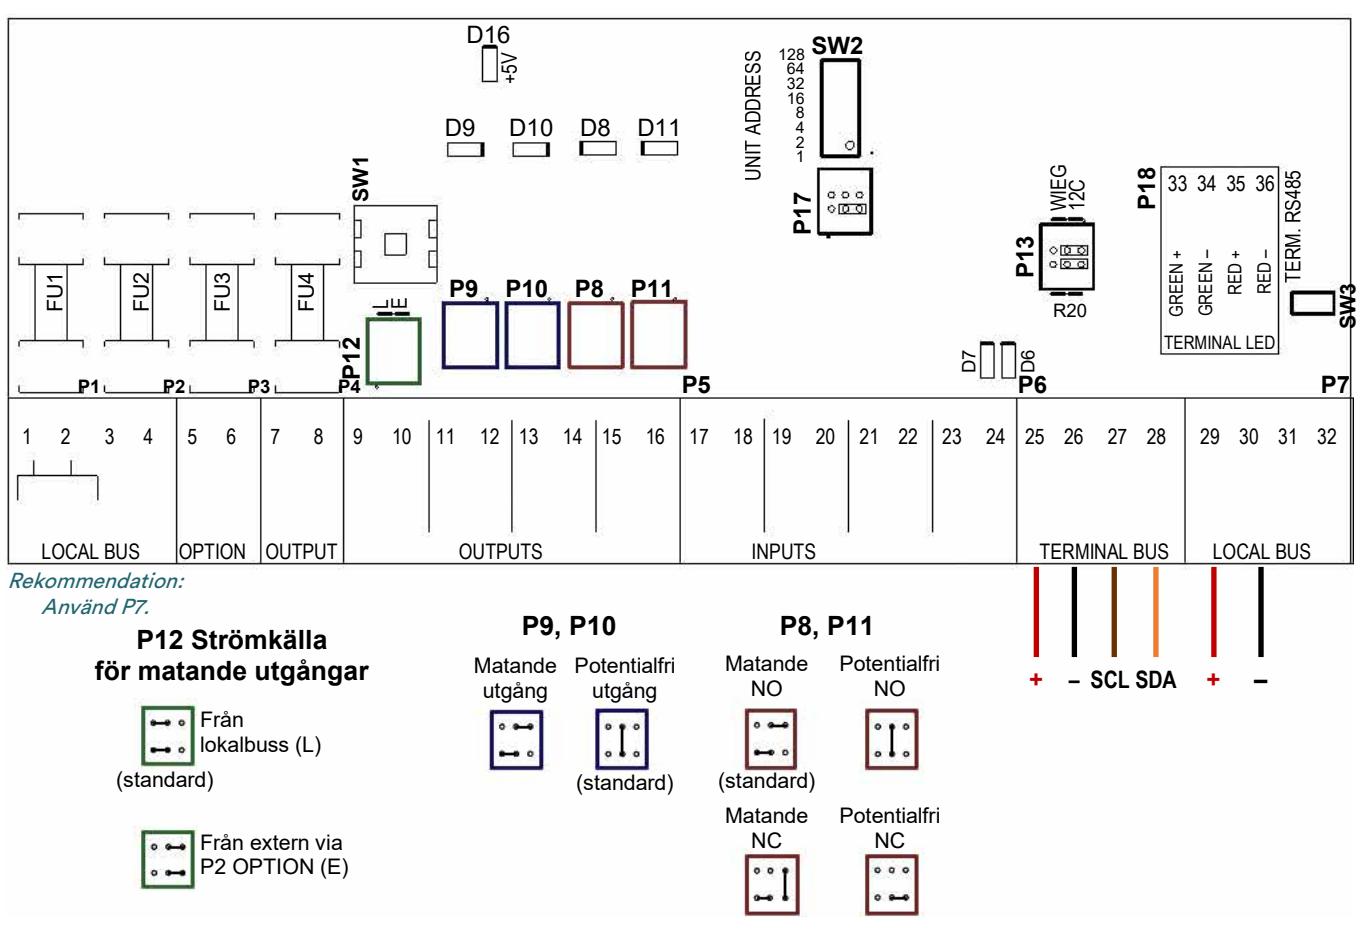 D16
+5V
D9 D10 D8 D11
UNIT ADDRESS
128
64
32
16
8
4
2
1
SW2
P17
SW1
FU1 FU2 FU3 FU4
L
E
P12
P9 P10 P8 P11
WIEG
12C
P13
R20
P18
33 34 35 36
GREEN +
GREEN –
RED +
RED –
TERMINAL LED
TERM. RS485
SW3
D7 D6
P1 P2 P3 P4 P5 P6 P7
1 2 3 4 5 6 7 8 9 10 11 12 13 14 15 16 17 18 19 20 21 22 23 24 25 26 27 28 29 30 31 32
LOCAL BUS OPTION OUTPUT OUTPUTS INPUTS TERMINAL BUS LOCAL BUS
+ – SCL SDA + –
Rekommendation:
Använd P7.
P12 Strömkälla
för matande utgångar
Från
lokalbuss (L)
(standard)
Från extern via
P2 OPTION (E)
P9, P10
Matande
utgång
Potentialfri
utgång
(standard)
P8, P11
Matande
NO
(standard)
Potentialfri
NO
Matande
NC
Potentialfri
NC